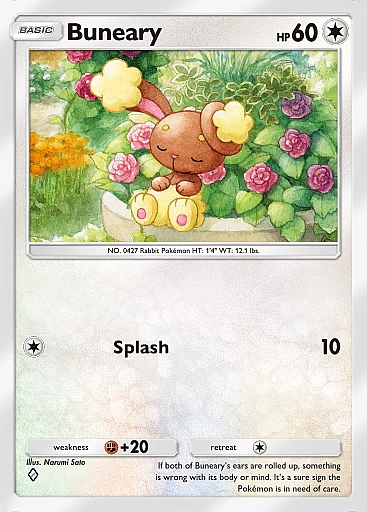 BASIC Buneary HP 60
NO. 0427 Rabbit Pokémon HT: 1'4" WT: 12.1 lbs.
Splash 10
weakness +20 retreat
Illus. Narumi Sato
If both of Buneary's ears are rolled up, something
is wrong with its body or mind. It's a sure sign the
Pokémon is in need of care.